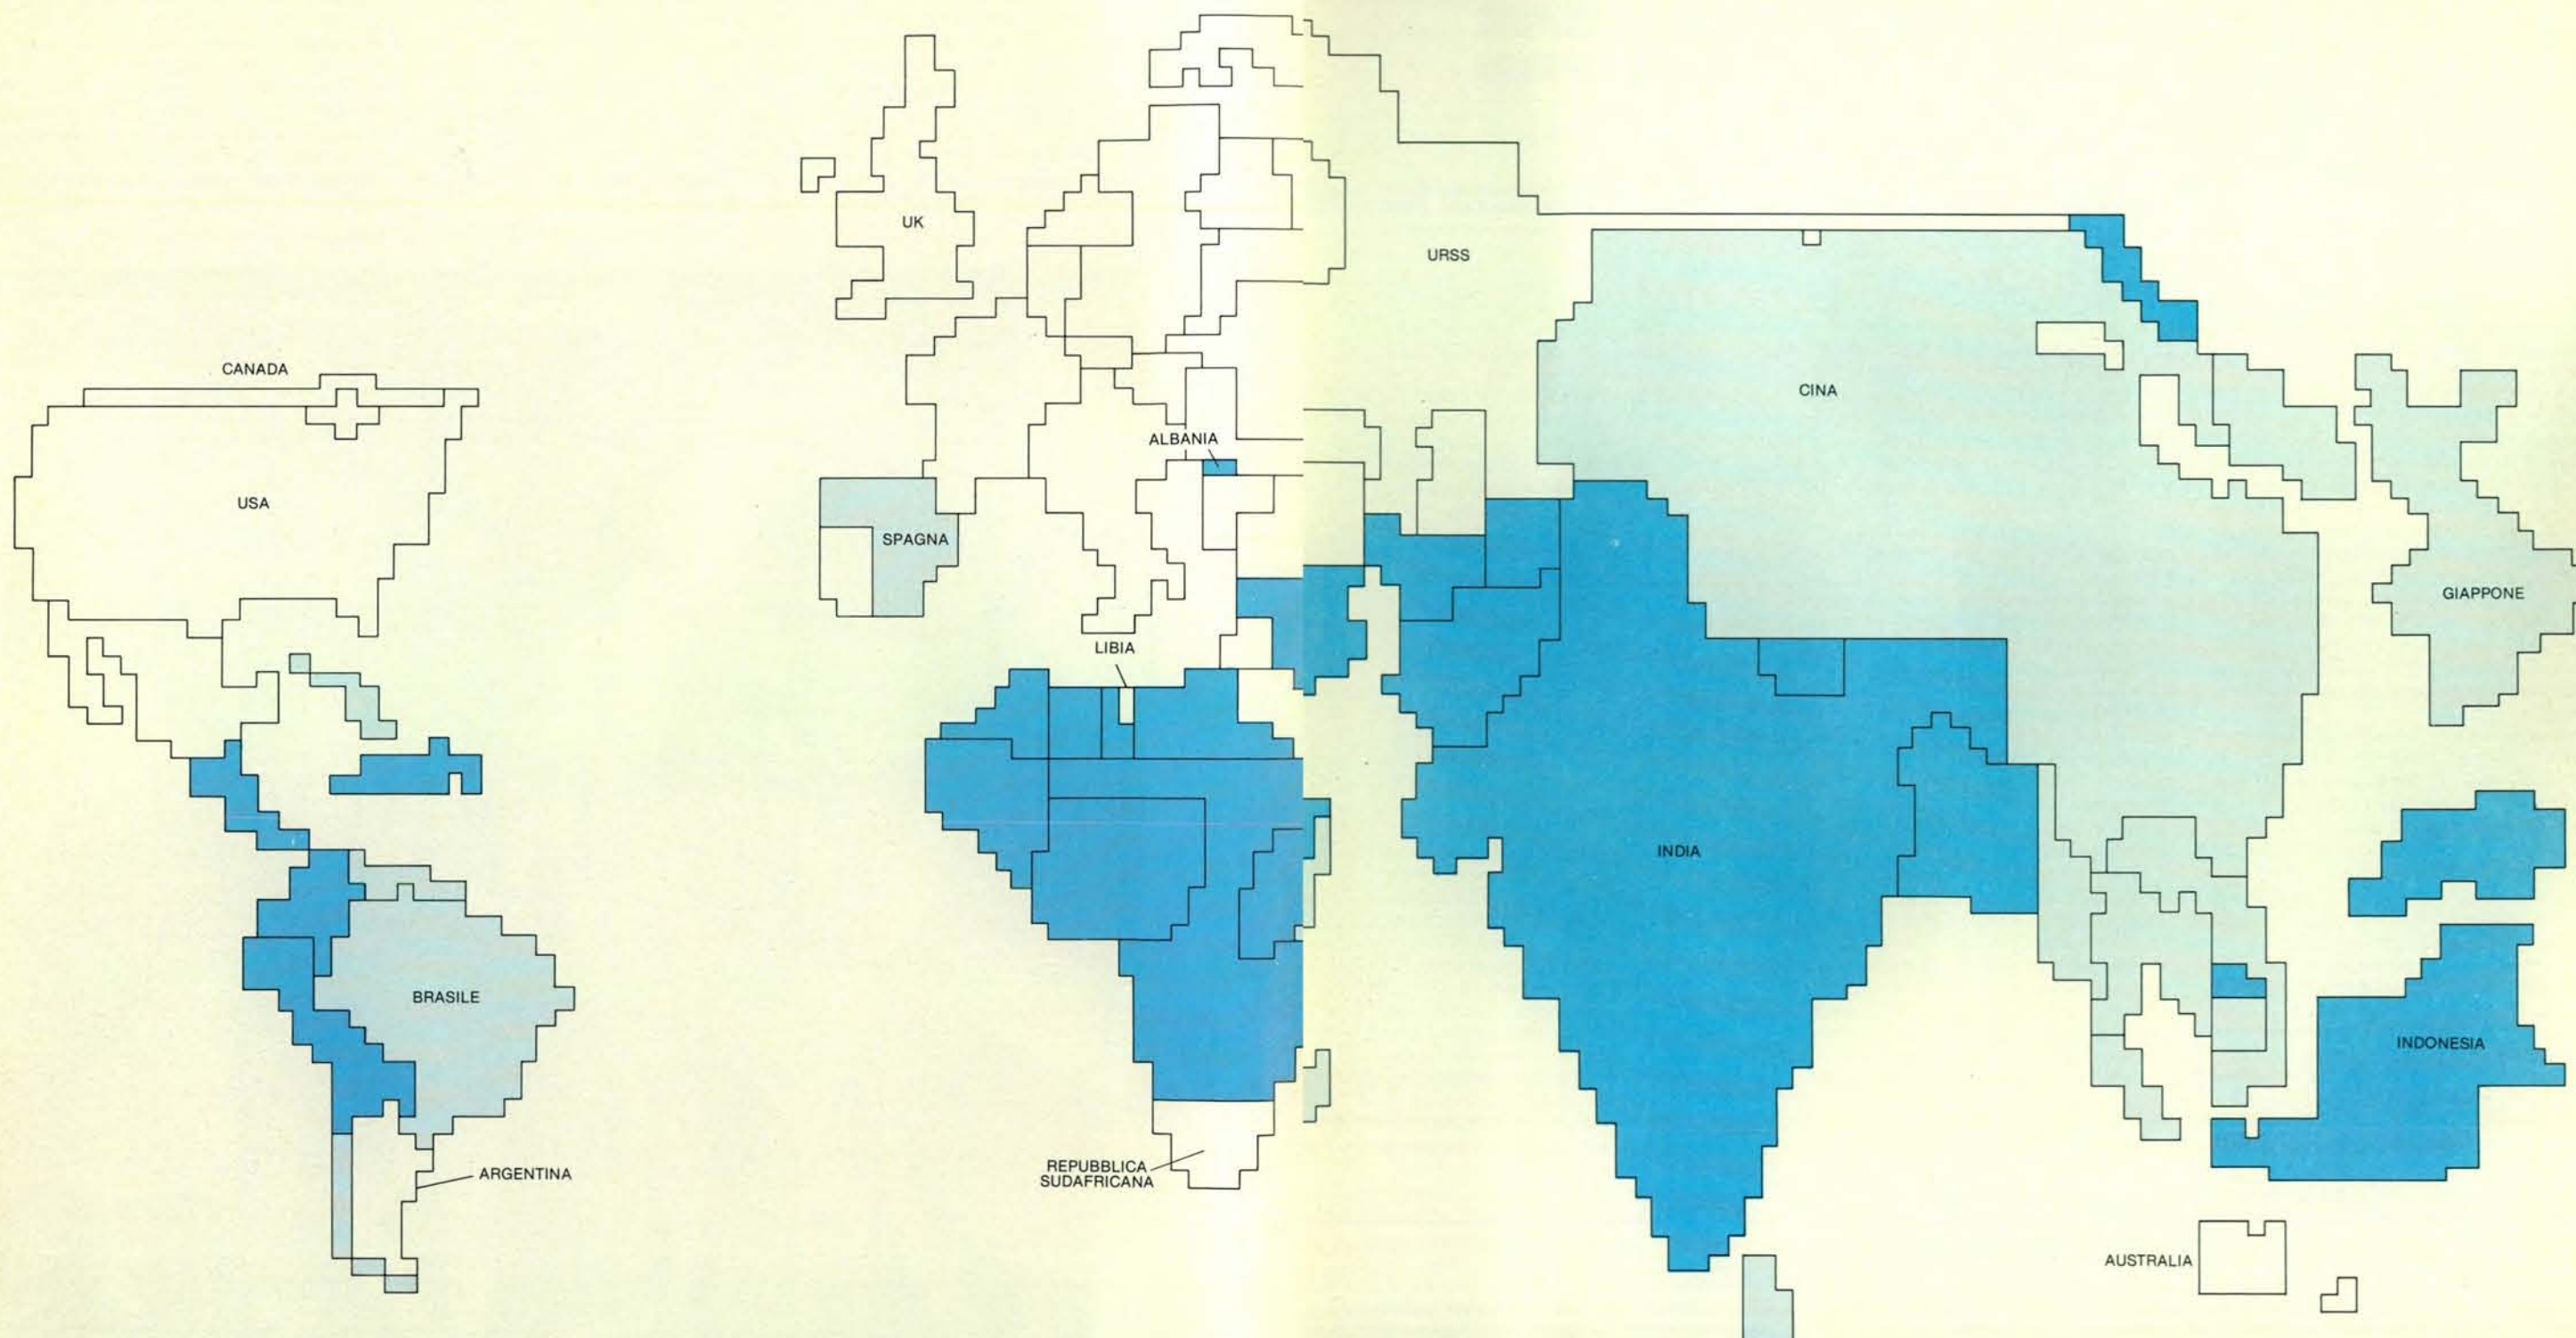 UK
URSS
CANADA
CINA
ALBANIA
USA
SPAGNA
GIAPPONE
LIBIA
INDIA
BRASILE
INDONESIA
REPUBBLICA
SUDAFRICANA
ARGENTINA
AUSTRALIA